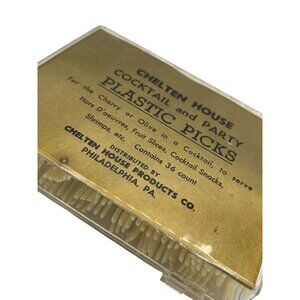 CHELTEN HOUSE
COCKTAIL and PARTY
PLASTIC PICKS
For the Cherry or Olive in a Cocktail, to serve
Hors D'oeuvres, Fruit Slices, Cocktail Snacks,
Shrimps, etc. Contains 36 count
DISTRIBUTED BY
CHELTEN HOUSE PRODUCTS CO.
PHILADELPHIA, PA.